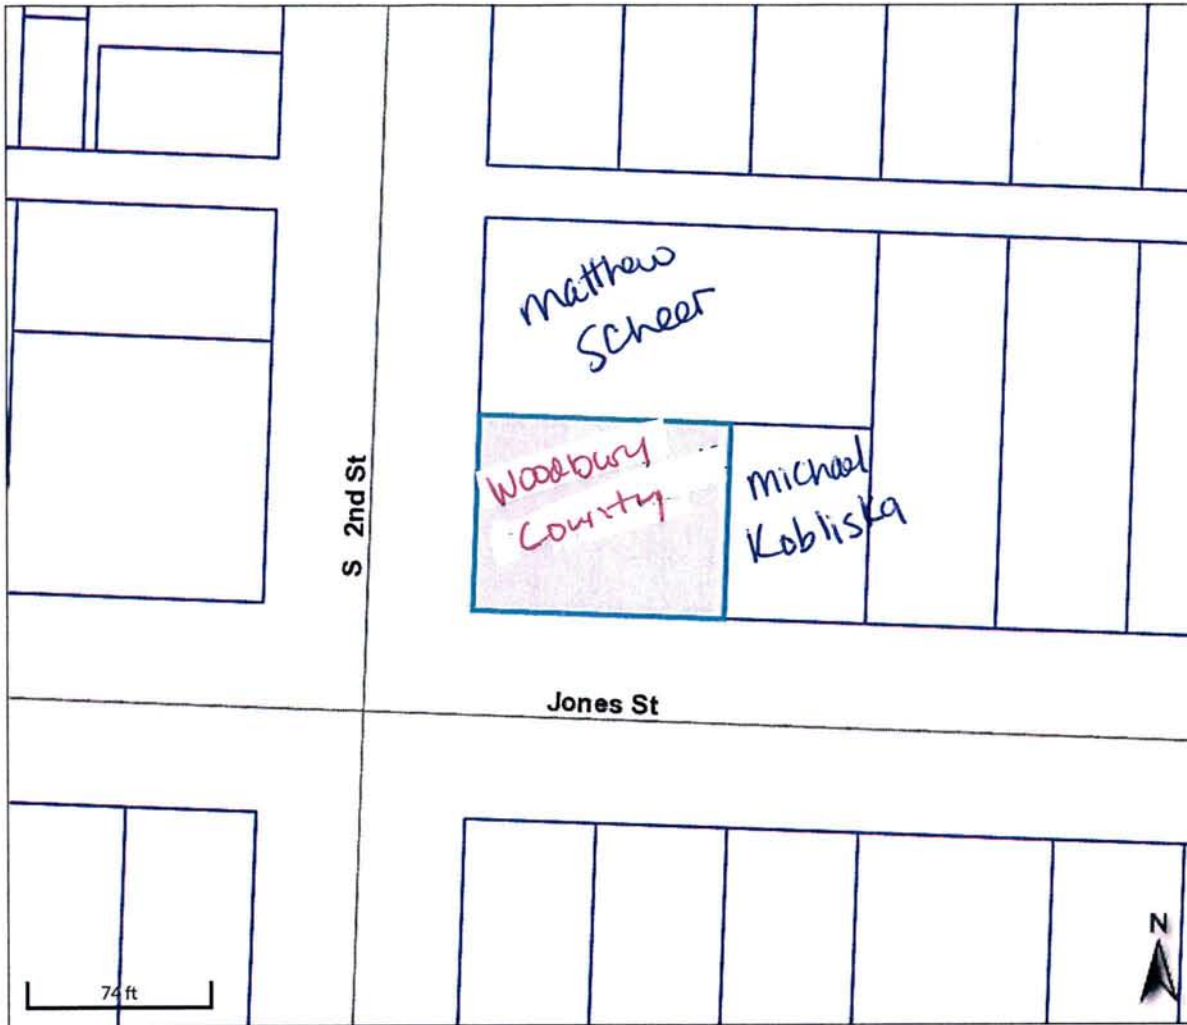 Matthew
Scheer
Woodbury
County
Michael
Kobliska
S 2nd St
Jones St
74 ft
N